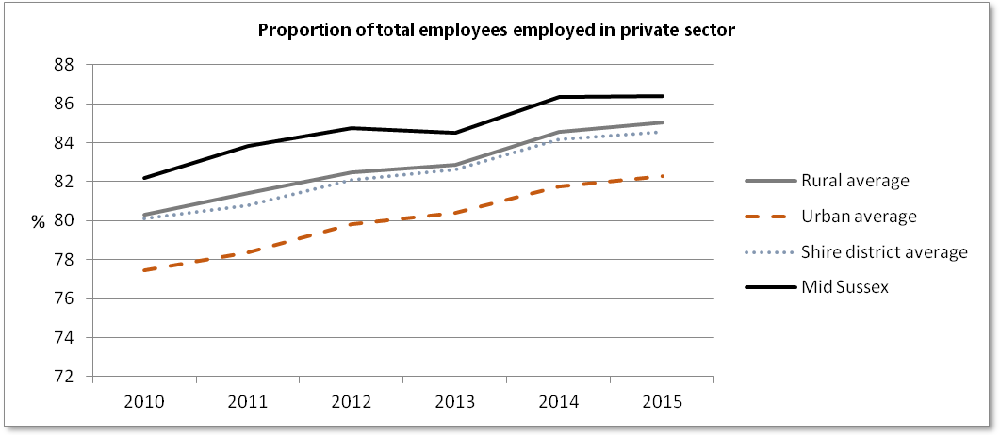 Proportion of total employees employed in private sector
88
86
84
82
80
78
76
74
72
%
2010 2011 2012 2013 2014 2015
Rural average
Urban average
Shire district average
Mid Sussex